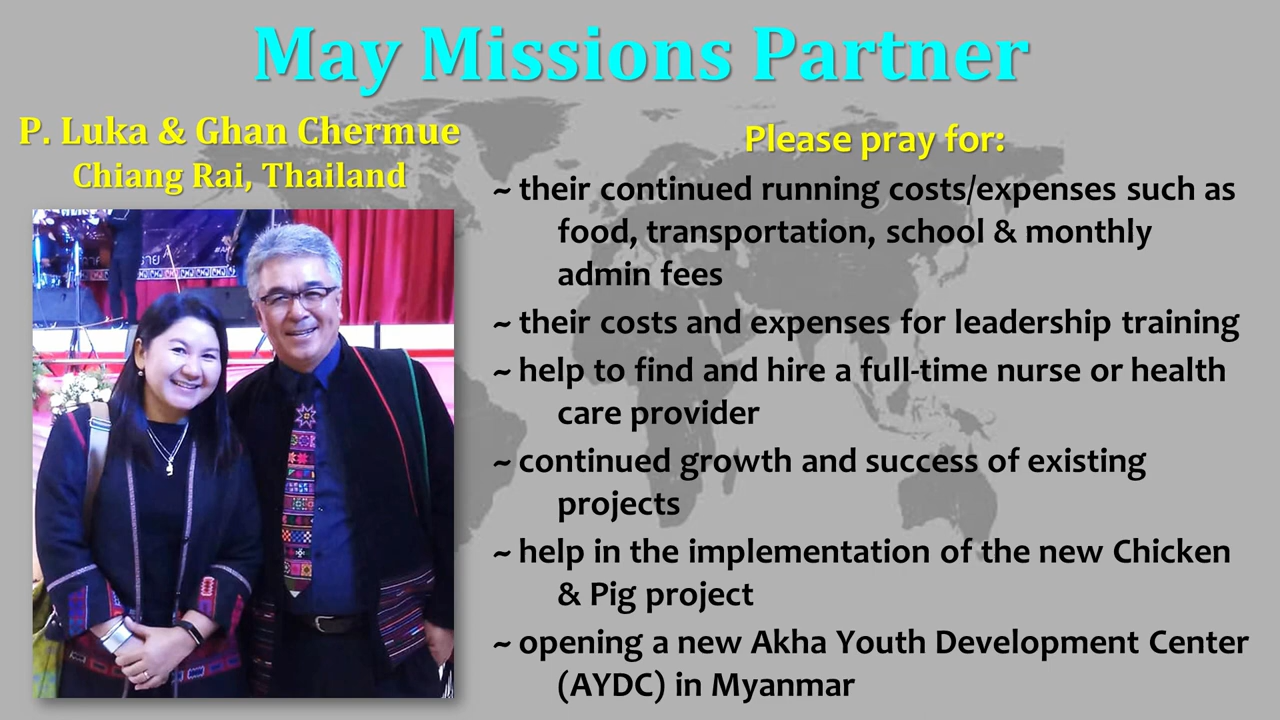 May Missions Partner
P. Luka & Ghan Chermue
Chiang Rai, Thailand
Please pray for:
~ their continued running costs/expenses such as
food, transportation, school & monthly
admin fees
~ their costs and expenses for leadership training
~ help to find and hire a full-time nurse or health
care provider
~ continued growth and success of existing
projects
~ help in the implementation of the new Chicken
& Pig project
~ opening a new Akha Youth Development Center
(AYDC) in Myanmar